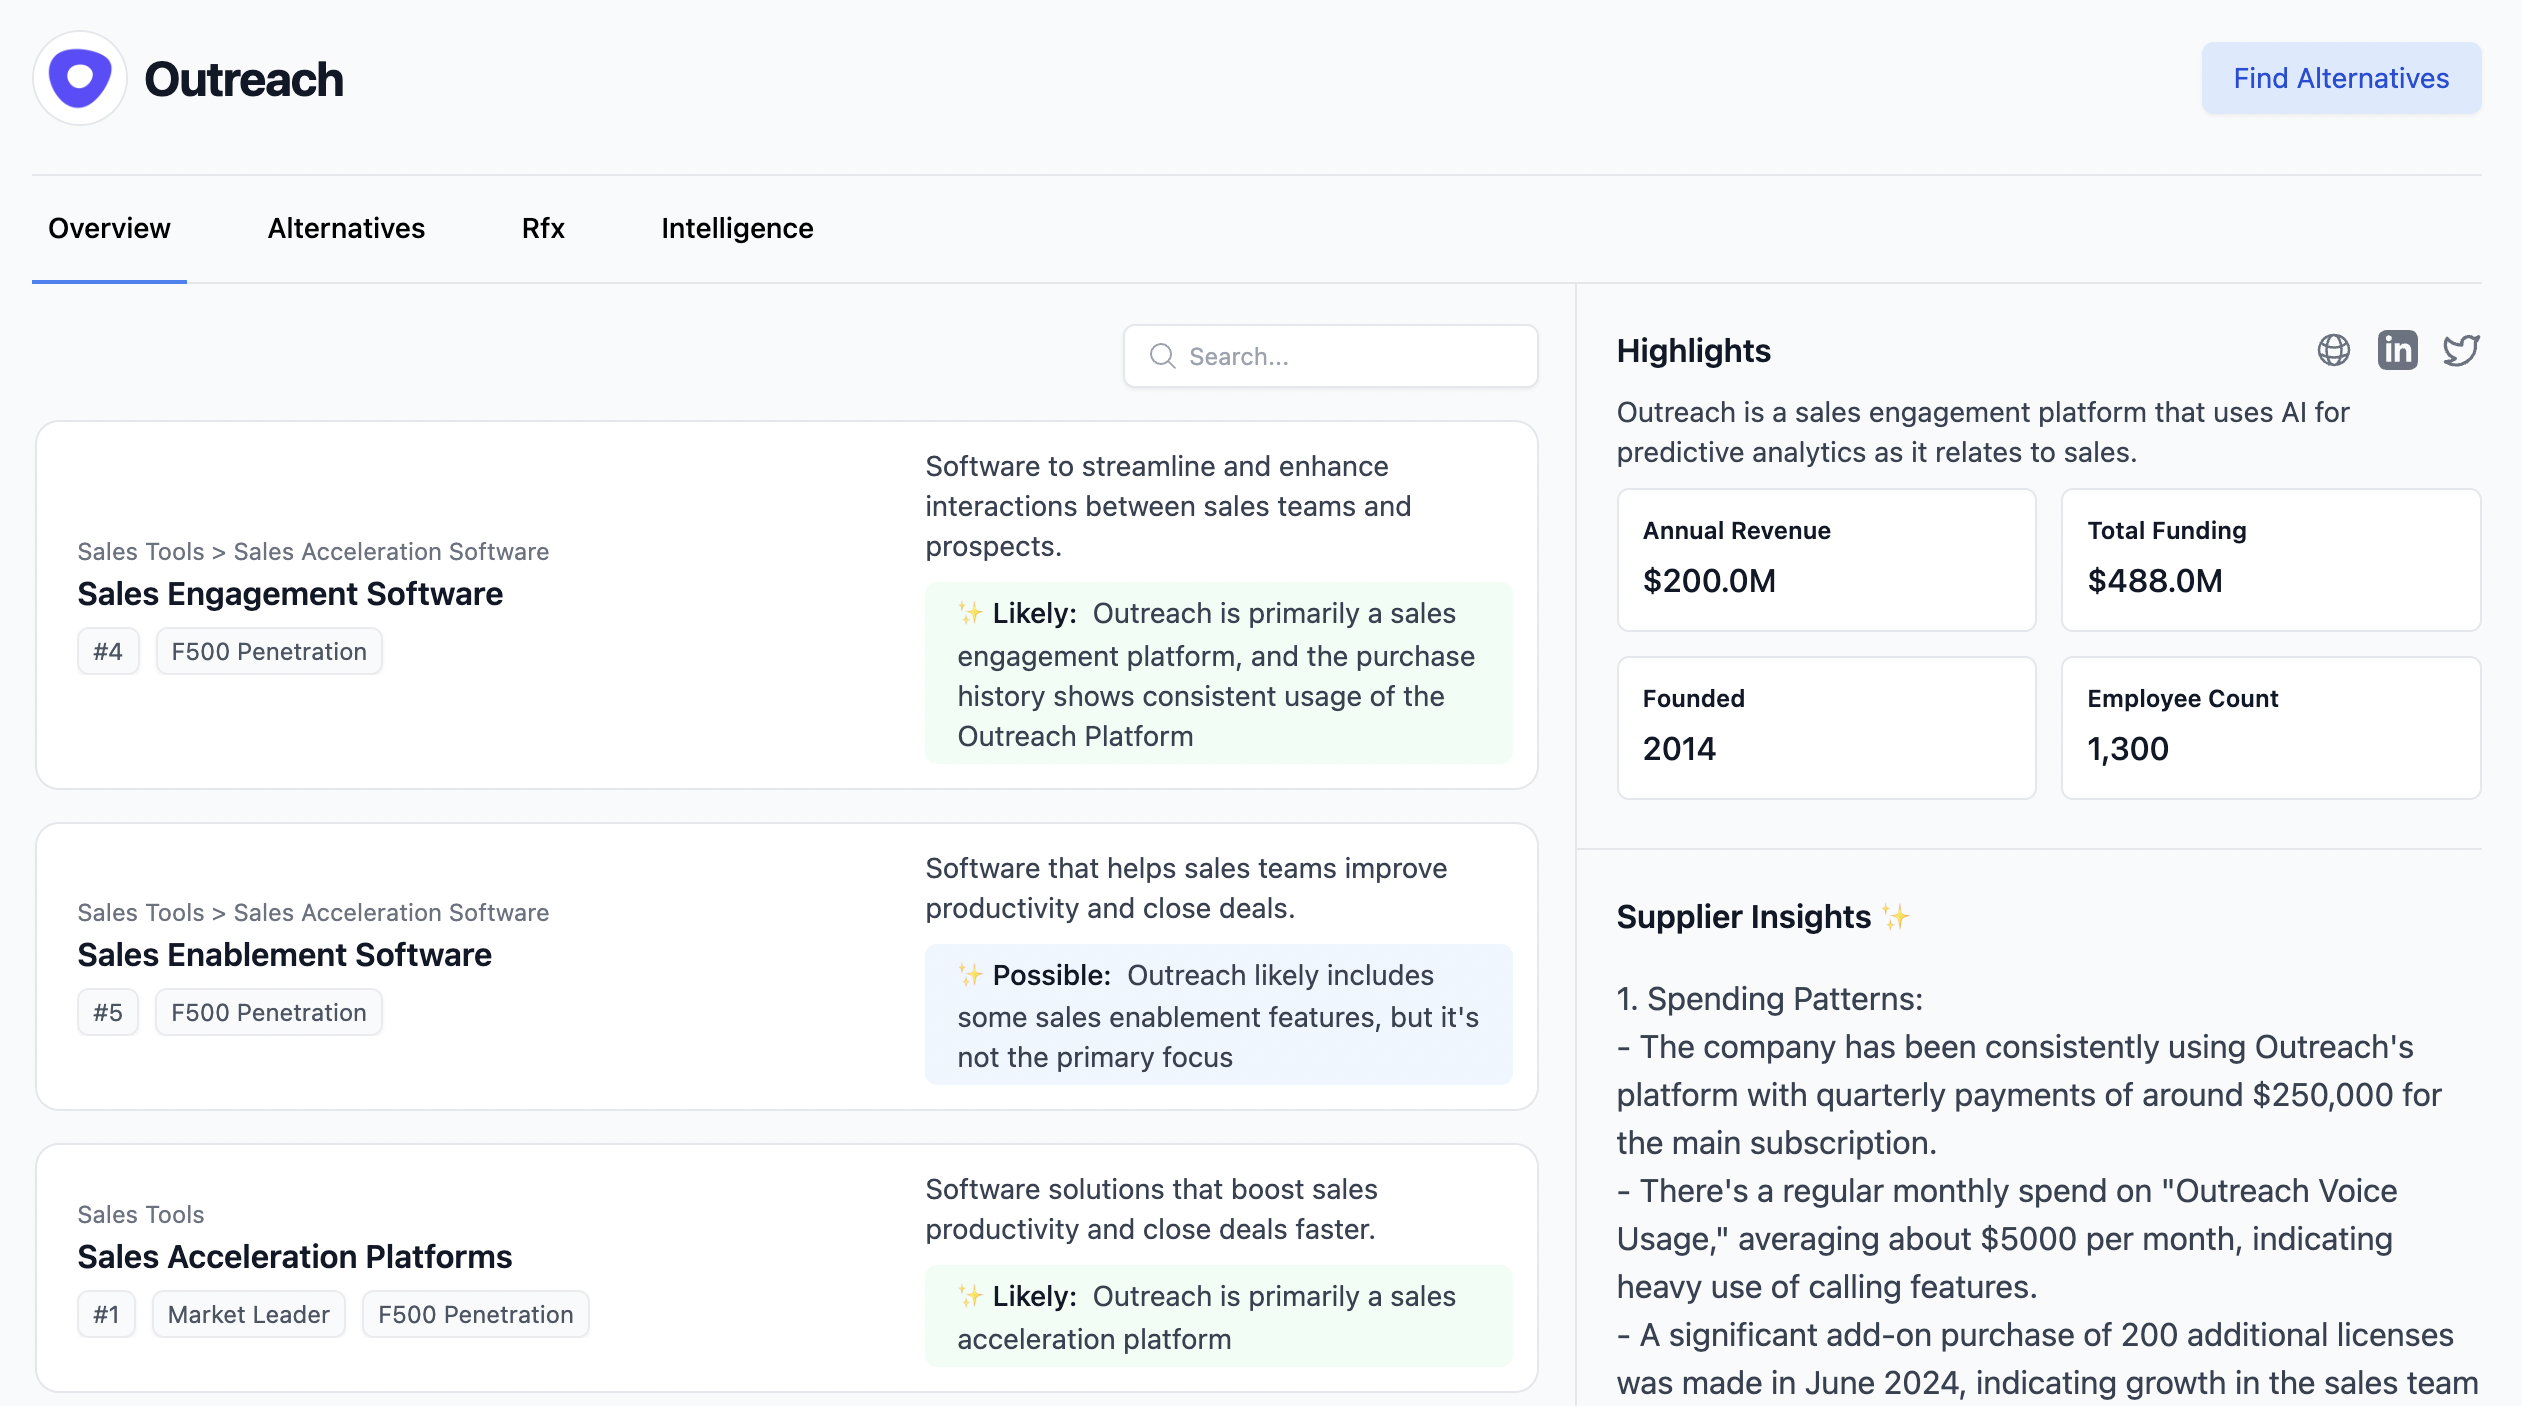 Outreach
Find Alternatives
Overview
Alternatives
Rfx
Intelligence
Search...
Sales Tools > Sales Acceleration Software
Sales Engagement Software
#4
F500 Penetration
Software to streamline and enhance
interactions between sales teams and
prospects.
✨ Likely: Outreach is primarily a sales
engagement platform, and the purchase
history shows consistent usage of the
Outreach Platform
Sales Tools > Sales Acceleration Software
Sales Enablement Software
#5
F500 Penetration
Software that helps sales teams improve
productivity and close deals.
✨ Possible: Outreach likely includes
some sales enablement features, but it's
not the primary focus
Sales Tools
Sales Acceleration Platforms
#1
Market Leader
F500 Penetration
Software solutions that boost sales
productivity and close deals faster.
✨ Likely: Outreach is primarily a sales
acceleration platform
Highlights
in
Outreach is a sales engagement platform that uses AI for
predictive analytics as it relates to sales.
Annual Revenue
$200.0M
Total Funding
$488.0M
Founded
2014
Employee Count
1,300
Supplier Insights ✨
1. Spending Patterns:
- The company has been consistently using Outreach's
platform with quarterly payments of around $250,000 for
the main subscription.
- There's a regular monthly spend on "Outreach Voice
Usage," averaging about $5000 per month, indicating
heavy use of calling features.
- A significant add-on purchase of 200 additional licenses
was made in June 2024, indicating growth in the sales team